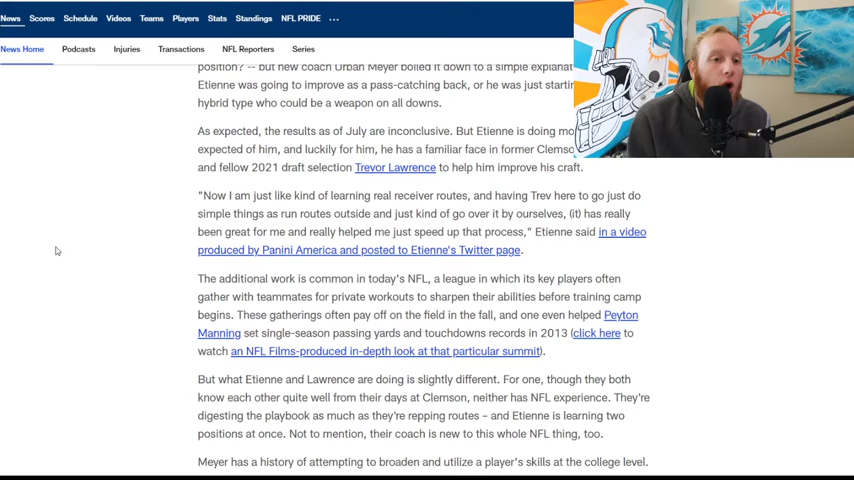 News Scores Schedule Videos Teams Players Stats Standings NFL PRIDE ...
News Home Podcasts Injuries Transactions NFL Reporters Series
position? -- but new coach Urban Meyer boiled it down to a simple
Etienne was going to improve as a pass-catching back, or he was just
hybrid type who could be a weapon on all downs.
As expected, the results as of July are inconclusive. But Etienne is doing
expected of him, and luckily for him, he has a familiar face in former
and fellow 2021 draft selection Trevor Lawrence to help him improve his craft.
"Now I am just like kind of learning real receiver routes, and having Trev here to go just do
simple things as run routes outside and just kind of go over it by ourselves, (it) has really
been great for me and really helped me just speed up that process," Etienne said in a video
produced by Panini America and posted to Etienne's Twitter page.
The additional work is common in today's NFL, a league in which its key players often
gather with teammates for private workouts to sharpen their abilities before training camp
begins. These gatherings often pay off on the field in the fall, and one even helped Peyton
Manning set single-season passing yards and touchdowns records in 2013 (click here to
watch an NFL Films-produced in-depth look at that particular summit).
But what Etienne and Lawrence are doing is slightly different. For one, though they both
know each other quite well from their days at Clemson, neither has NFL experience. They're
digesting the playbook as much as they're repping routes – and Etienne is learning two
positions at once. Not to mention, their coach is new to this whole NFL thing, too.
Meyer has a history of attempting to broaden and utilize a player's skills at the college level.